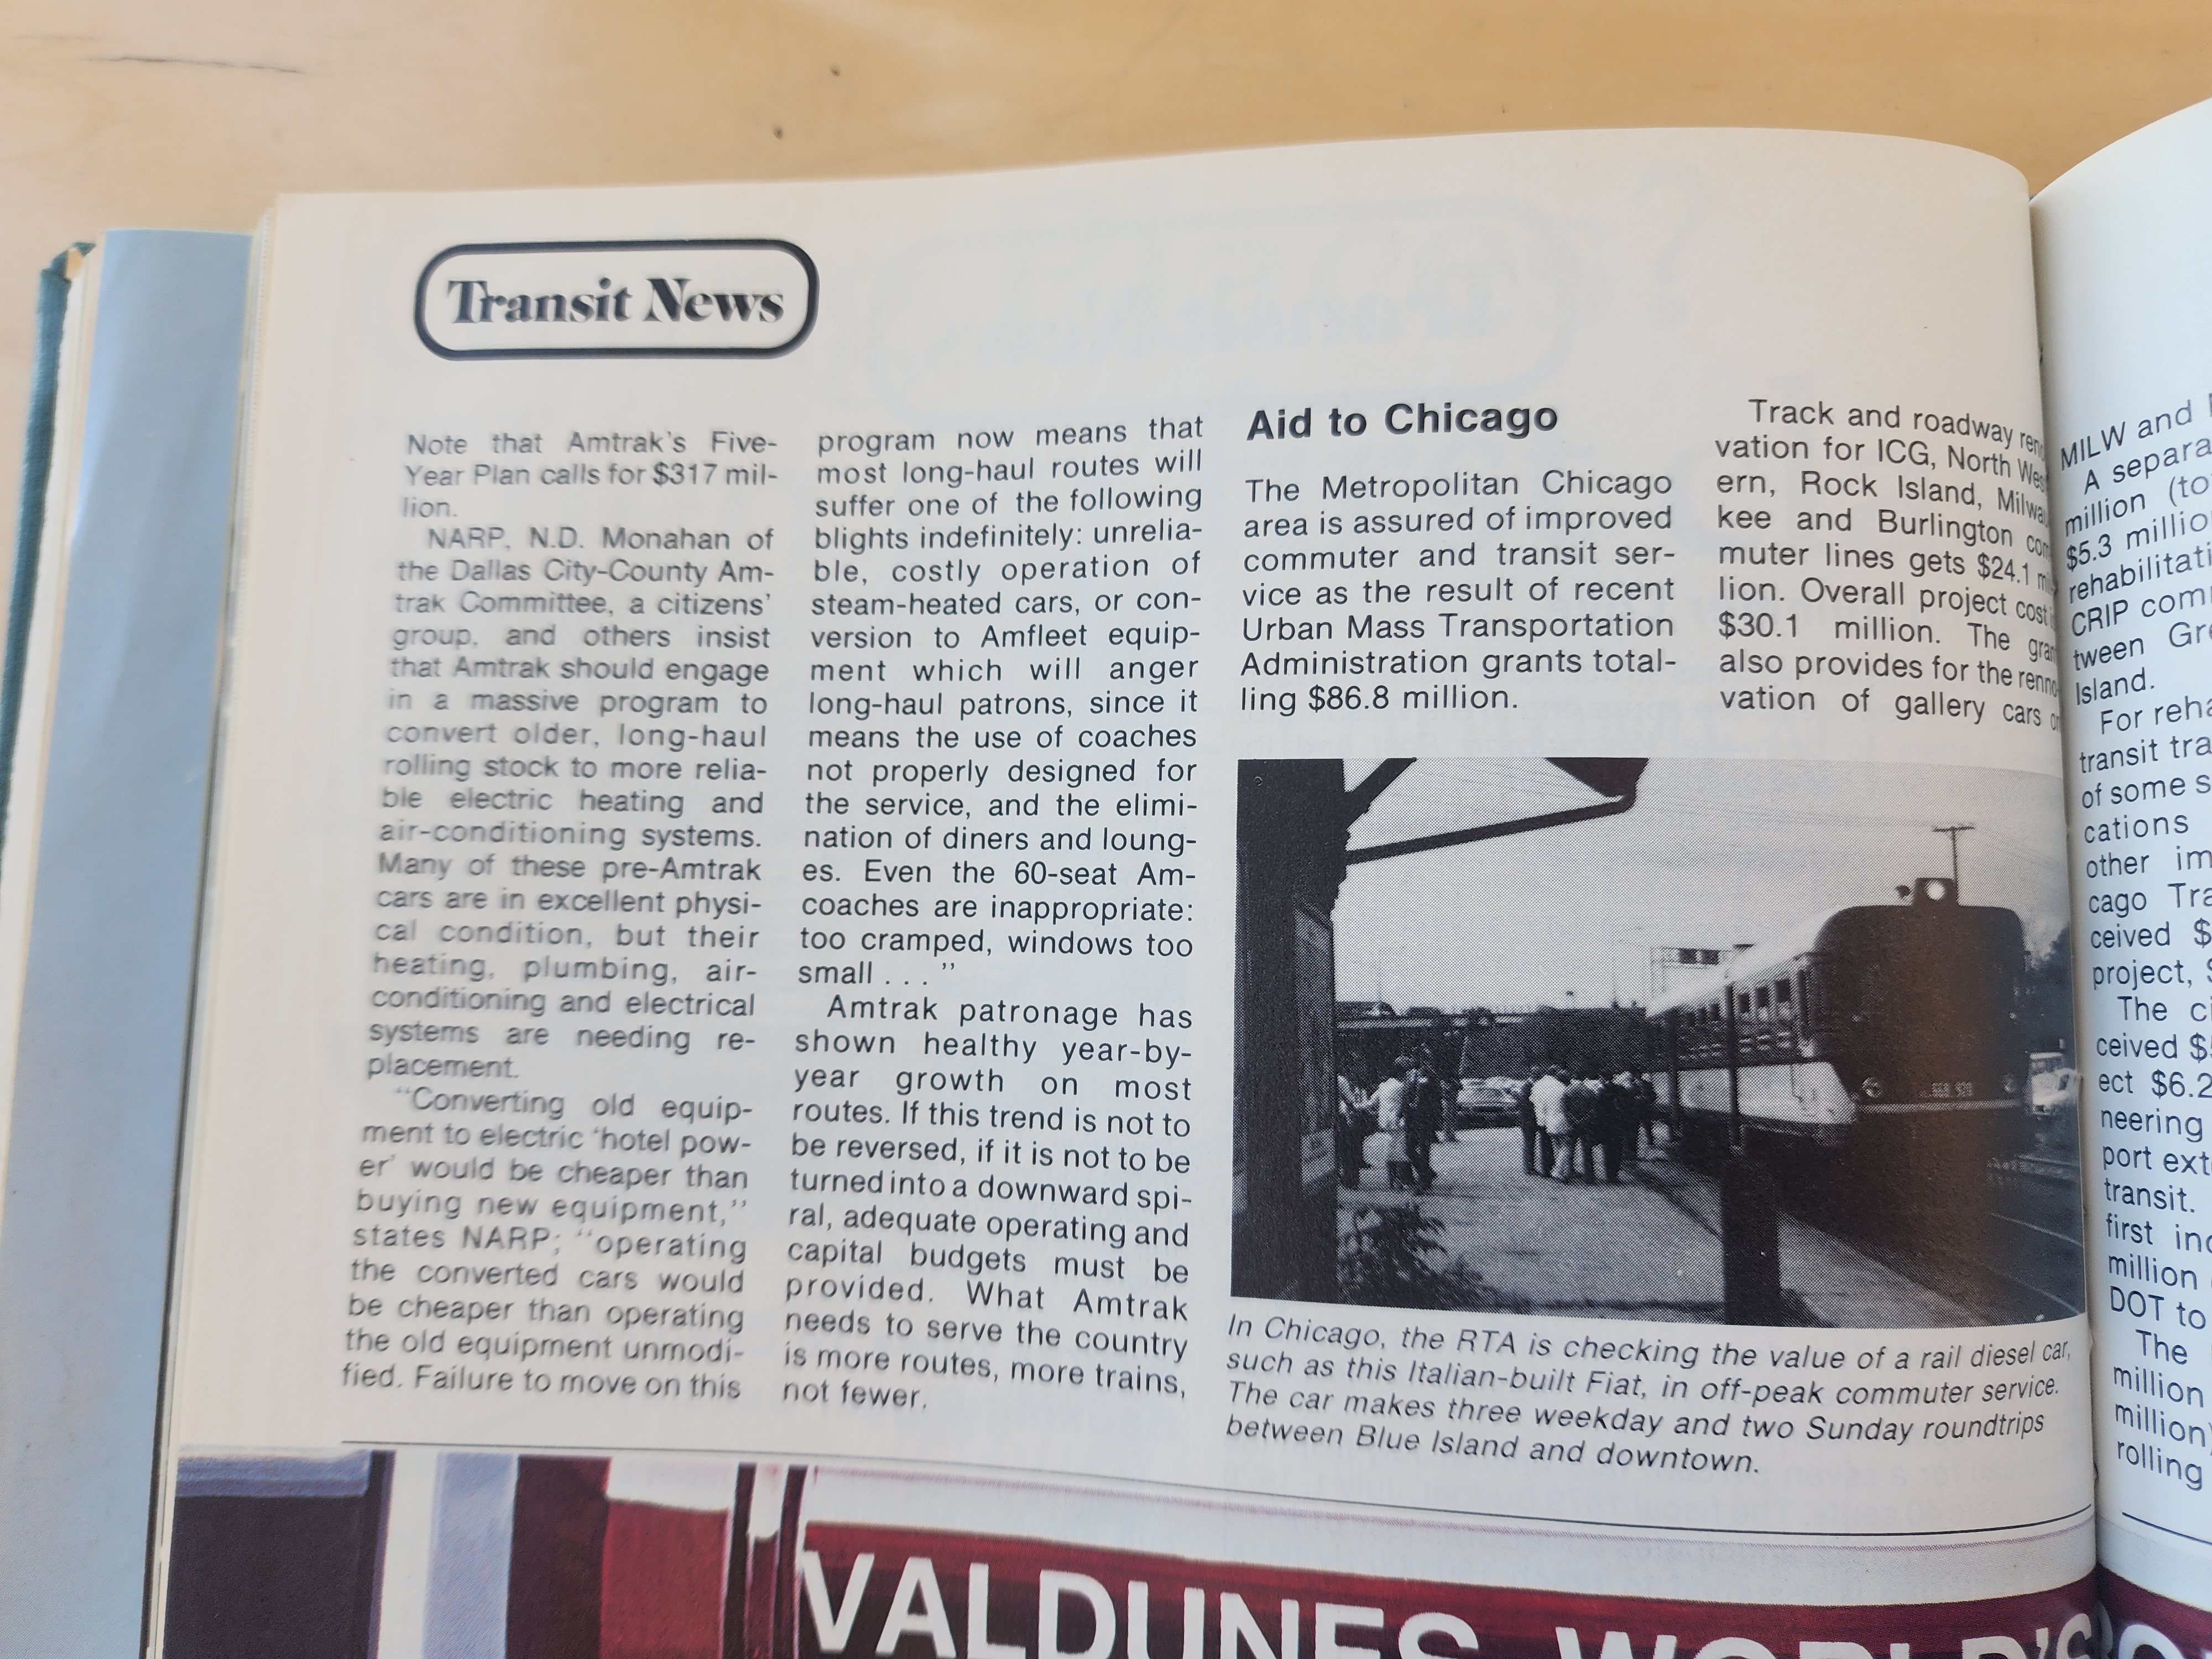 Transit News
Note that Amtrak's Five-
Year Plan calls for $317 mil-
lion.
NARP, N.D. Monahan of
the Dallas City-County Am-
trak Committee, a citizens'
group, and others insist
that Amtrak should engage
in a massive program to
convert older, long-haul
rolling stock to more relia-
ble electric heating and
air-conditioning systems.
Many of these pre-Amtrak
cars are in excellent physi-
cal condition, but their
heating, plumbing, air-
conditioning and electrical
systems are needing re-
placement.
"Converting old equip-
ment to electric 'hotel pow-
er' would be cheaper than
buying new equipment,"
states NARP; "operating
the converted cars would
be cheaper than operating
the old equipment unmodi-
fied. Failure to move on this
program now means that
most long-haul routes will
suffer one of the following
blights indefinitely: unrelia-
ble, costly operation of
steam-heated cars, or con-
version to Amfleet equip-
ment which will anger
long-haul patrons, since it
means the use of coaches
not properly designed for
the service, and the elimi-
nation of diners and loung-
es. Even the 60-seat Am-
coaches are inappropriate:
too cramped, windows too
small . . ."
Amtrak patronage has
shown healthy year-by-
year growth on most
routes. If this trend is not to
be reversed, if it is not to be
turned into a downward spi-
ral, adequate operating and
capital budgets must be
provided. What Amtrak
needs to serve the country
is more routes, more trains,
not fewer.
Aid to Chicago
The Metropolitan Chicago
area is assured of improved
commuter and transit ser-
vice as the result of recent
Urban Mass Transportation
Administration grants total-
ling $86.8 million.
Track and roadway
vation for ICG, North
ern, Rock Island,
kee and Burlington
muter lines gets $24.1
lion. Overall project cost
$30.1 million. The
also provides for the
vation of gallery cars
In Chicago, the RTA is checking the value of a rail diesel car,
such as this Italian-built Fiat, in off-peak commuter service.
The car makes three weekday and two Sunday roundtrips
between Blue Island and downtown.
MILW and
A
million
$5.3
CRIP
tween
Island.
For
transit
of some
cations
other
cago
ceived
project,
The
ceived
ect
neering
port
transit.
first
million
DOT to
The
million
million)
rolling
VALDUNES WORLD'S